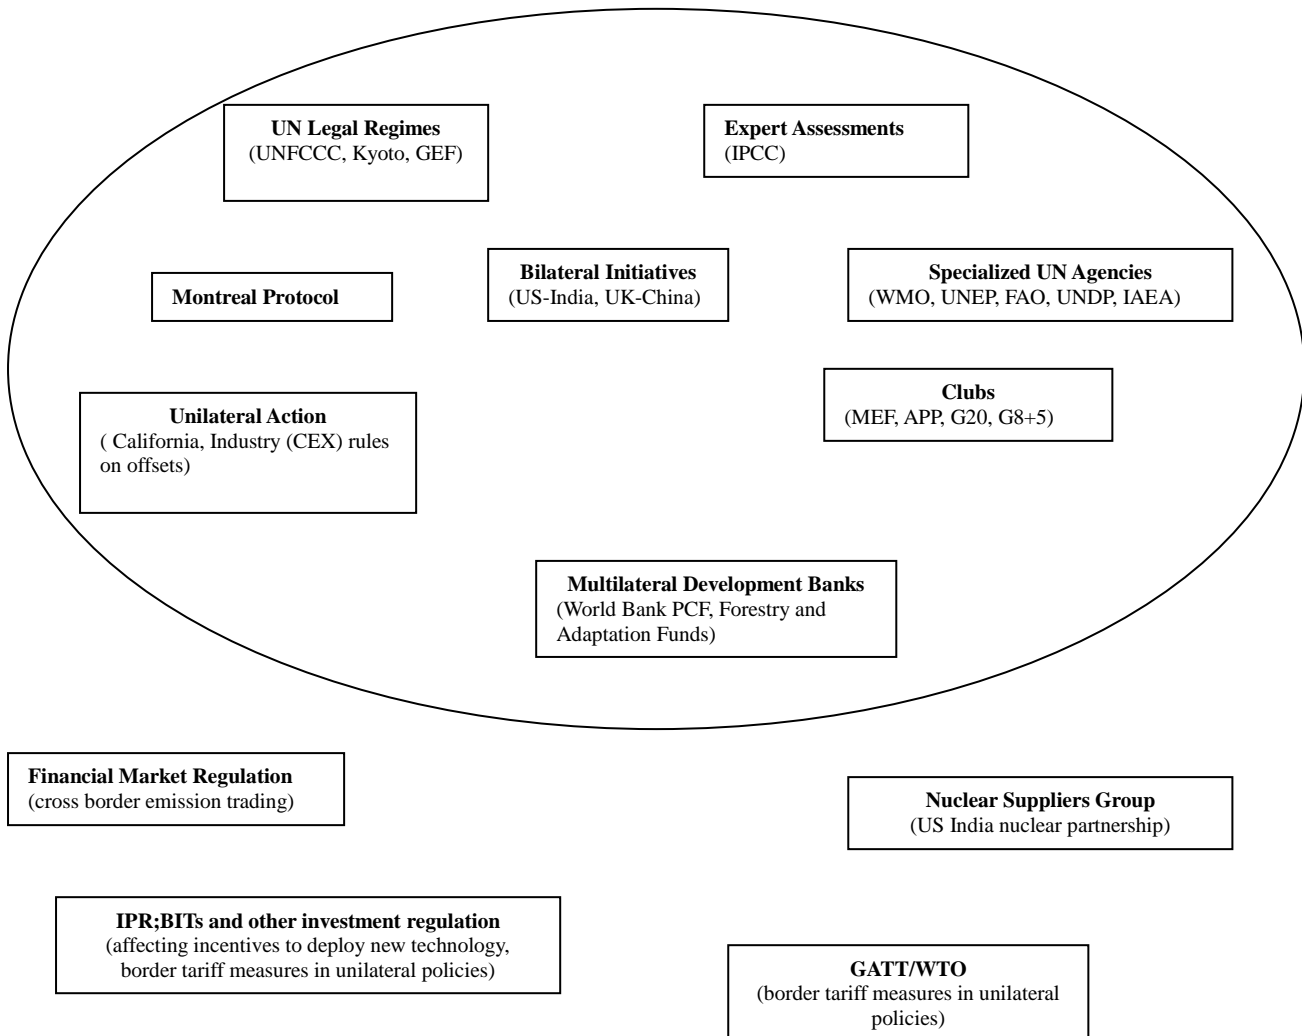 UN Legal Regimes
(UNFCCC, Kyoto, GEF)
Expert Assessments
(IPCC)
Montreal Protocol
Bilateral Initiatives
(US-India, UK-China)
Specialized UN Agencies
(WMO, UNEP, FAO, UNDP, IAEA)
Unilateral Action
( California, Industry (CEX) rules
on offsets)
Clubs
(MEF, APP, G20, G8+5)
Multilateral Development Banks
(World Bank PCF, Forestry and
Adaptation Funds)
Financial Market Regulation
(cross border emission trading)
Nuclear Suppliers Group
(US India nuclear partnership)
IPR;BITs and other investment regulation
(affecting incentives to deploy new technology,
border tariff measures in unilateral policies)
GATT/WTO
(border tariff measures in unilateral
policies)